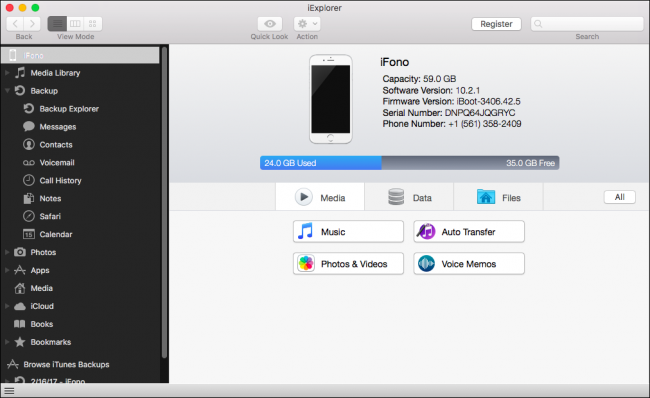 iExplorer
Back
View Mode
Quick Look
Action
Register
Search
iFono
Media Library
Backup
Backup Explorer
Messages
Contacts
Voicemail
Call History
Notes
Safari
Calendar
Photos
Apps
Media
iCloud
Books
Bookmarks
Browse iTunes Backups
2/16/17 - iFono
iFono
Capacity: 59.0 GB
Software Version: 10.2.1
Firmware Version: iBoot-3406.42.5
Serial Number: DNPQ64JQGRYC
Phone Number: +1 (561) 358-2409
24.0 GB Used
35.0 GB Free
Media
Data
Files
All
Music
Auto Transfer
Photos & Videos
Voice Memos